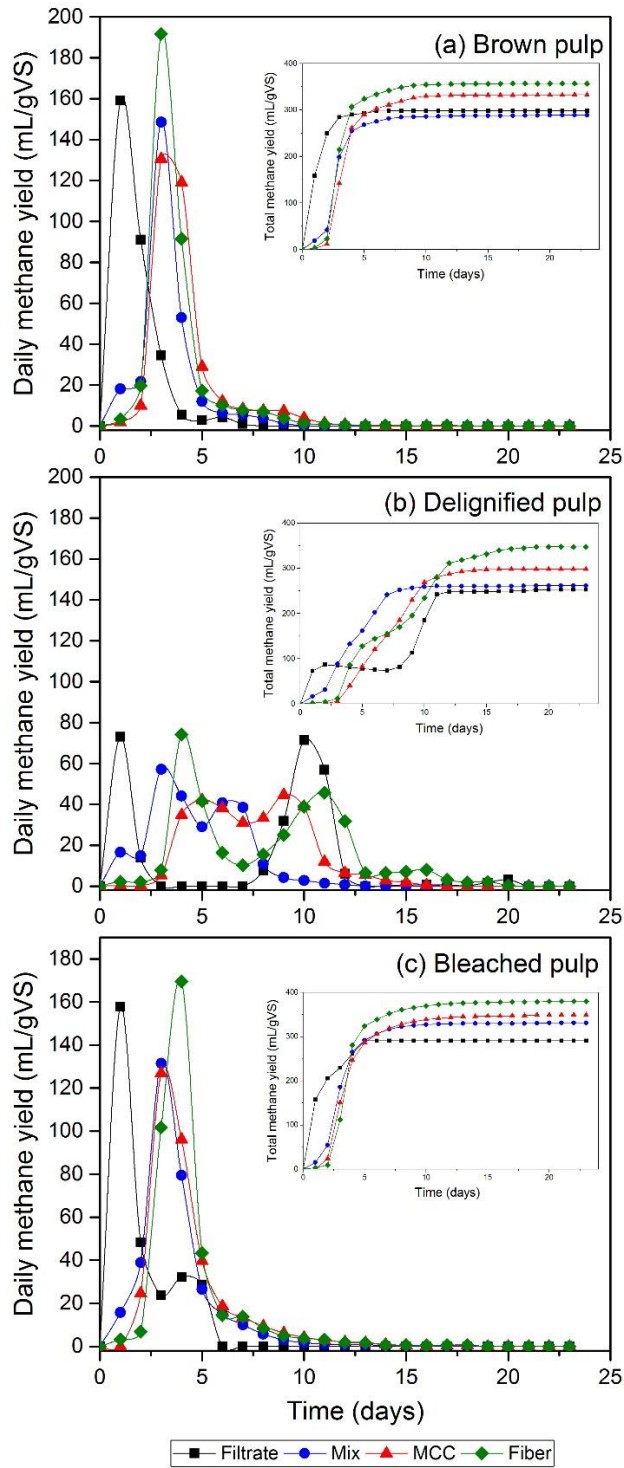 (a) Brown pulp
Daily methane yield (mL/gVS)
200
180
160
140
120
100
80
60
40
20
0
0 5 10 15 20 25
Total methane yield (mL/gVS)
400
300
200
100
0
0 5 10 15 20
Time (days)
(b) Delignified pulp
Daily methane yield (mL/gVS)
200
180
160
140
120
100
80
60
40
20
0
0 5 10 15 20 25
Total methane yield (mL/gVS)
400
300
200
100
0
0 5 10 15 20
Time (days)
(c) Bleached pulp
Daily methane yield (mL/gVS)
180
160
140
120
100
80
60
40
20
0
0 5 10 15 20 25
Time (days)
Total methane yield (mL/gVS)
400
300
200
100
0
0 5 10 15 20
Time (days)
Filtrate Mix MCC Fiber